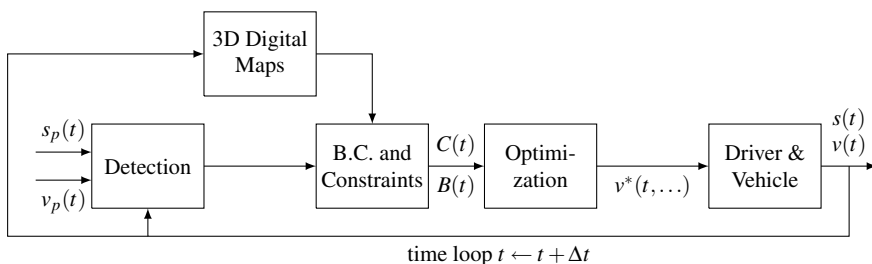 3D Digital
Maps
s_p(t)
v_p(t)
Detection
B.C. and
Constraints
C(t)
B(t)
Optimi-
zation
v*(t,...)
Driver &
Vehicle
s(t)
v(t)
time loop t ← t + Δt